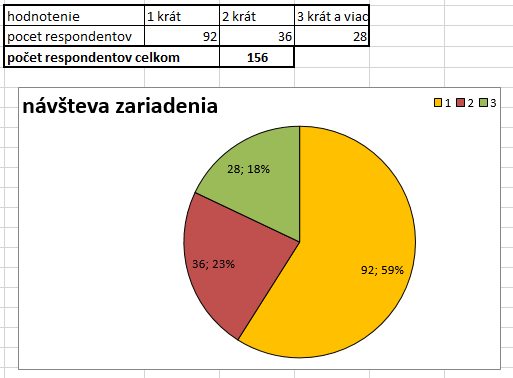 hodnotenie 1 krát 2 krát 3 krát a viac
pocet respondentov 92 36 28
počet respondentov celkom 156
návšteva zariadenia
1 2 3
28; 18%
36; 23%
92; 59%